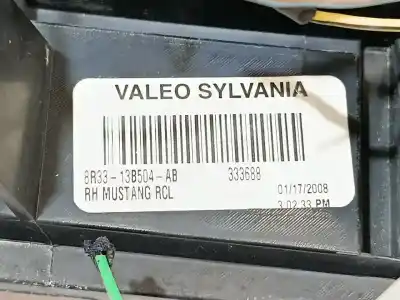 VALEO SYLVANIA
8R33-13B504-AB 333688
RH MUSTANG RCL 01/17/2008
3:02:33 PM